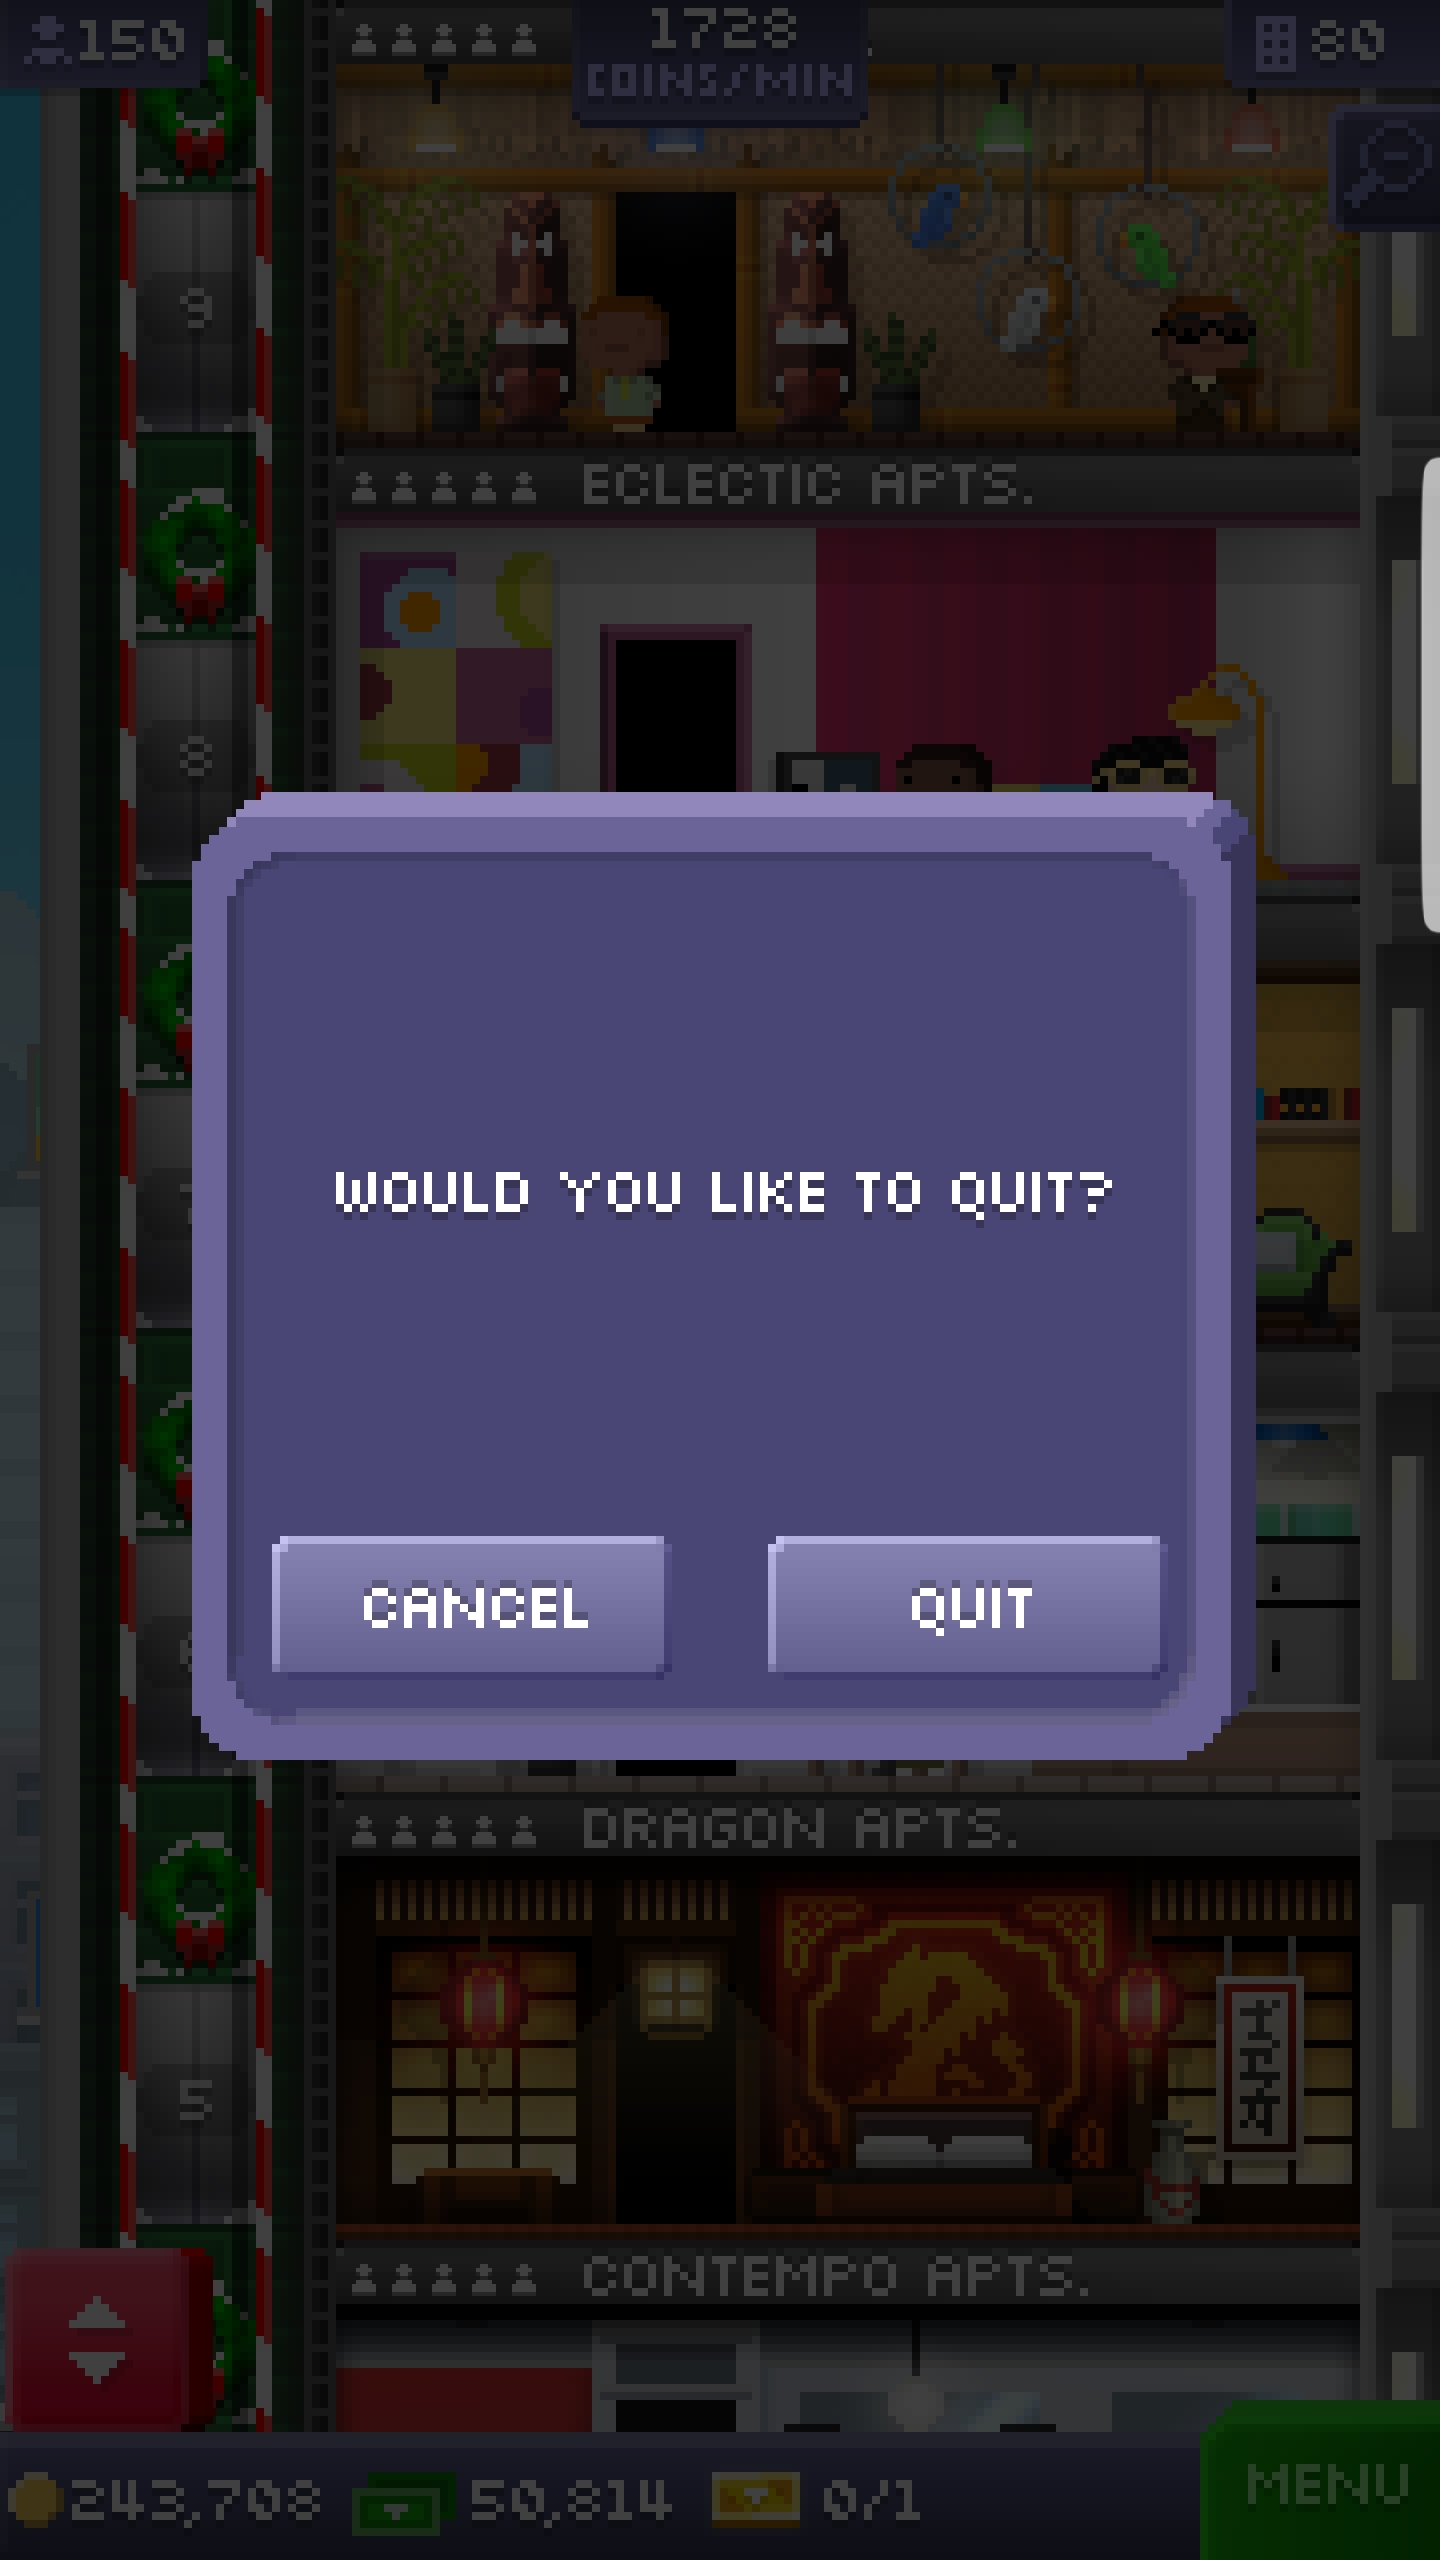 150
1728
COINS/MIN
80
9
ECLECTIC APTS.
8
WOULD YOU LIKE TO QUIT?
CANCEL
QUIT
DRAGON APTS.
5
CONTEMPO APTS.
243,708
50,814
0/1
MENU